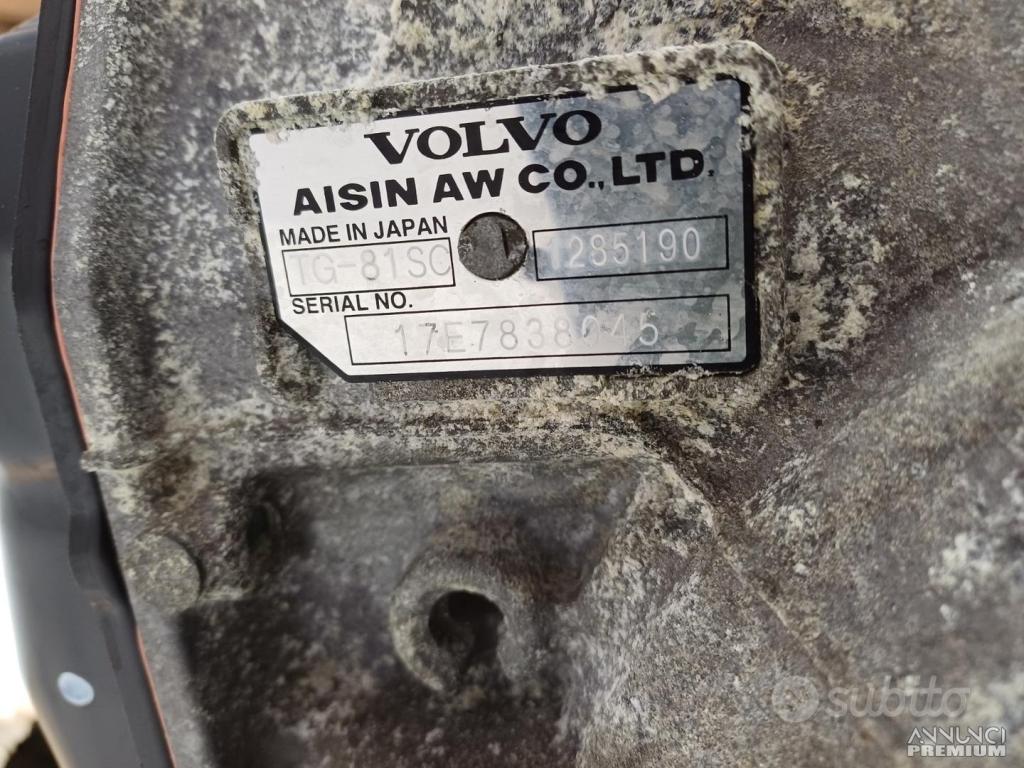 VOLVO
AISIN AW CO., LTD.
MADE IN JAPAN
TG-81SC 1285190
SERIAL NO.
17E7838045
subito
ANNUNCI
PREMIUM